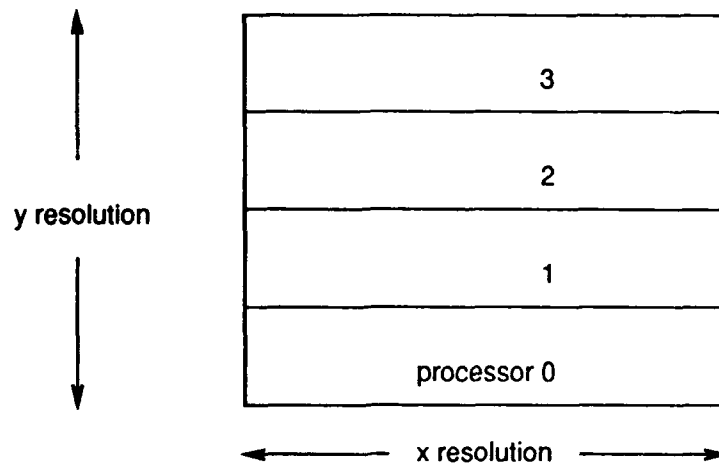 3
2
y resolution
1
processor 0
x resolution